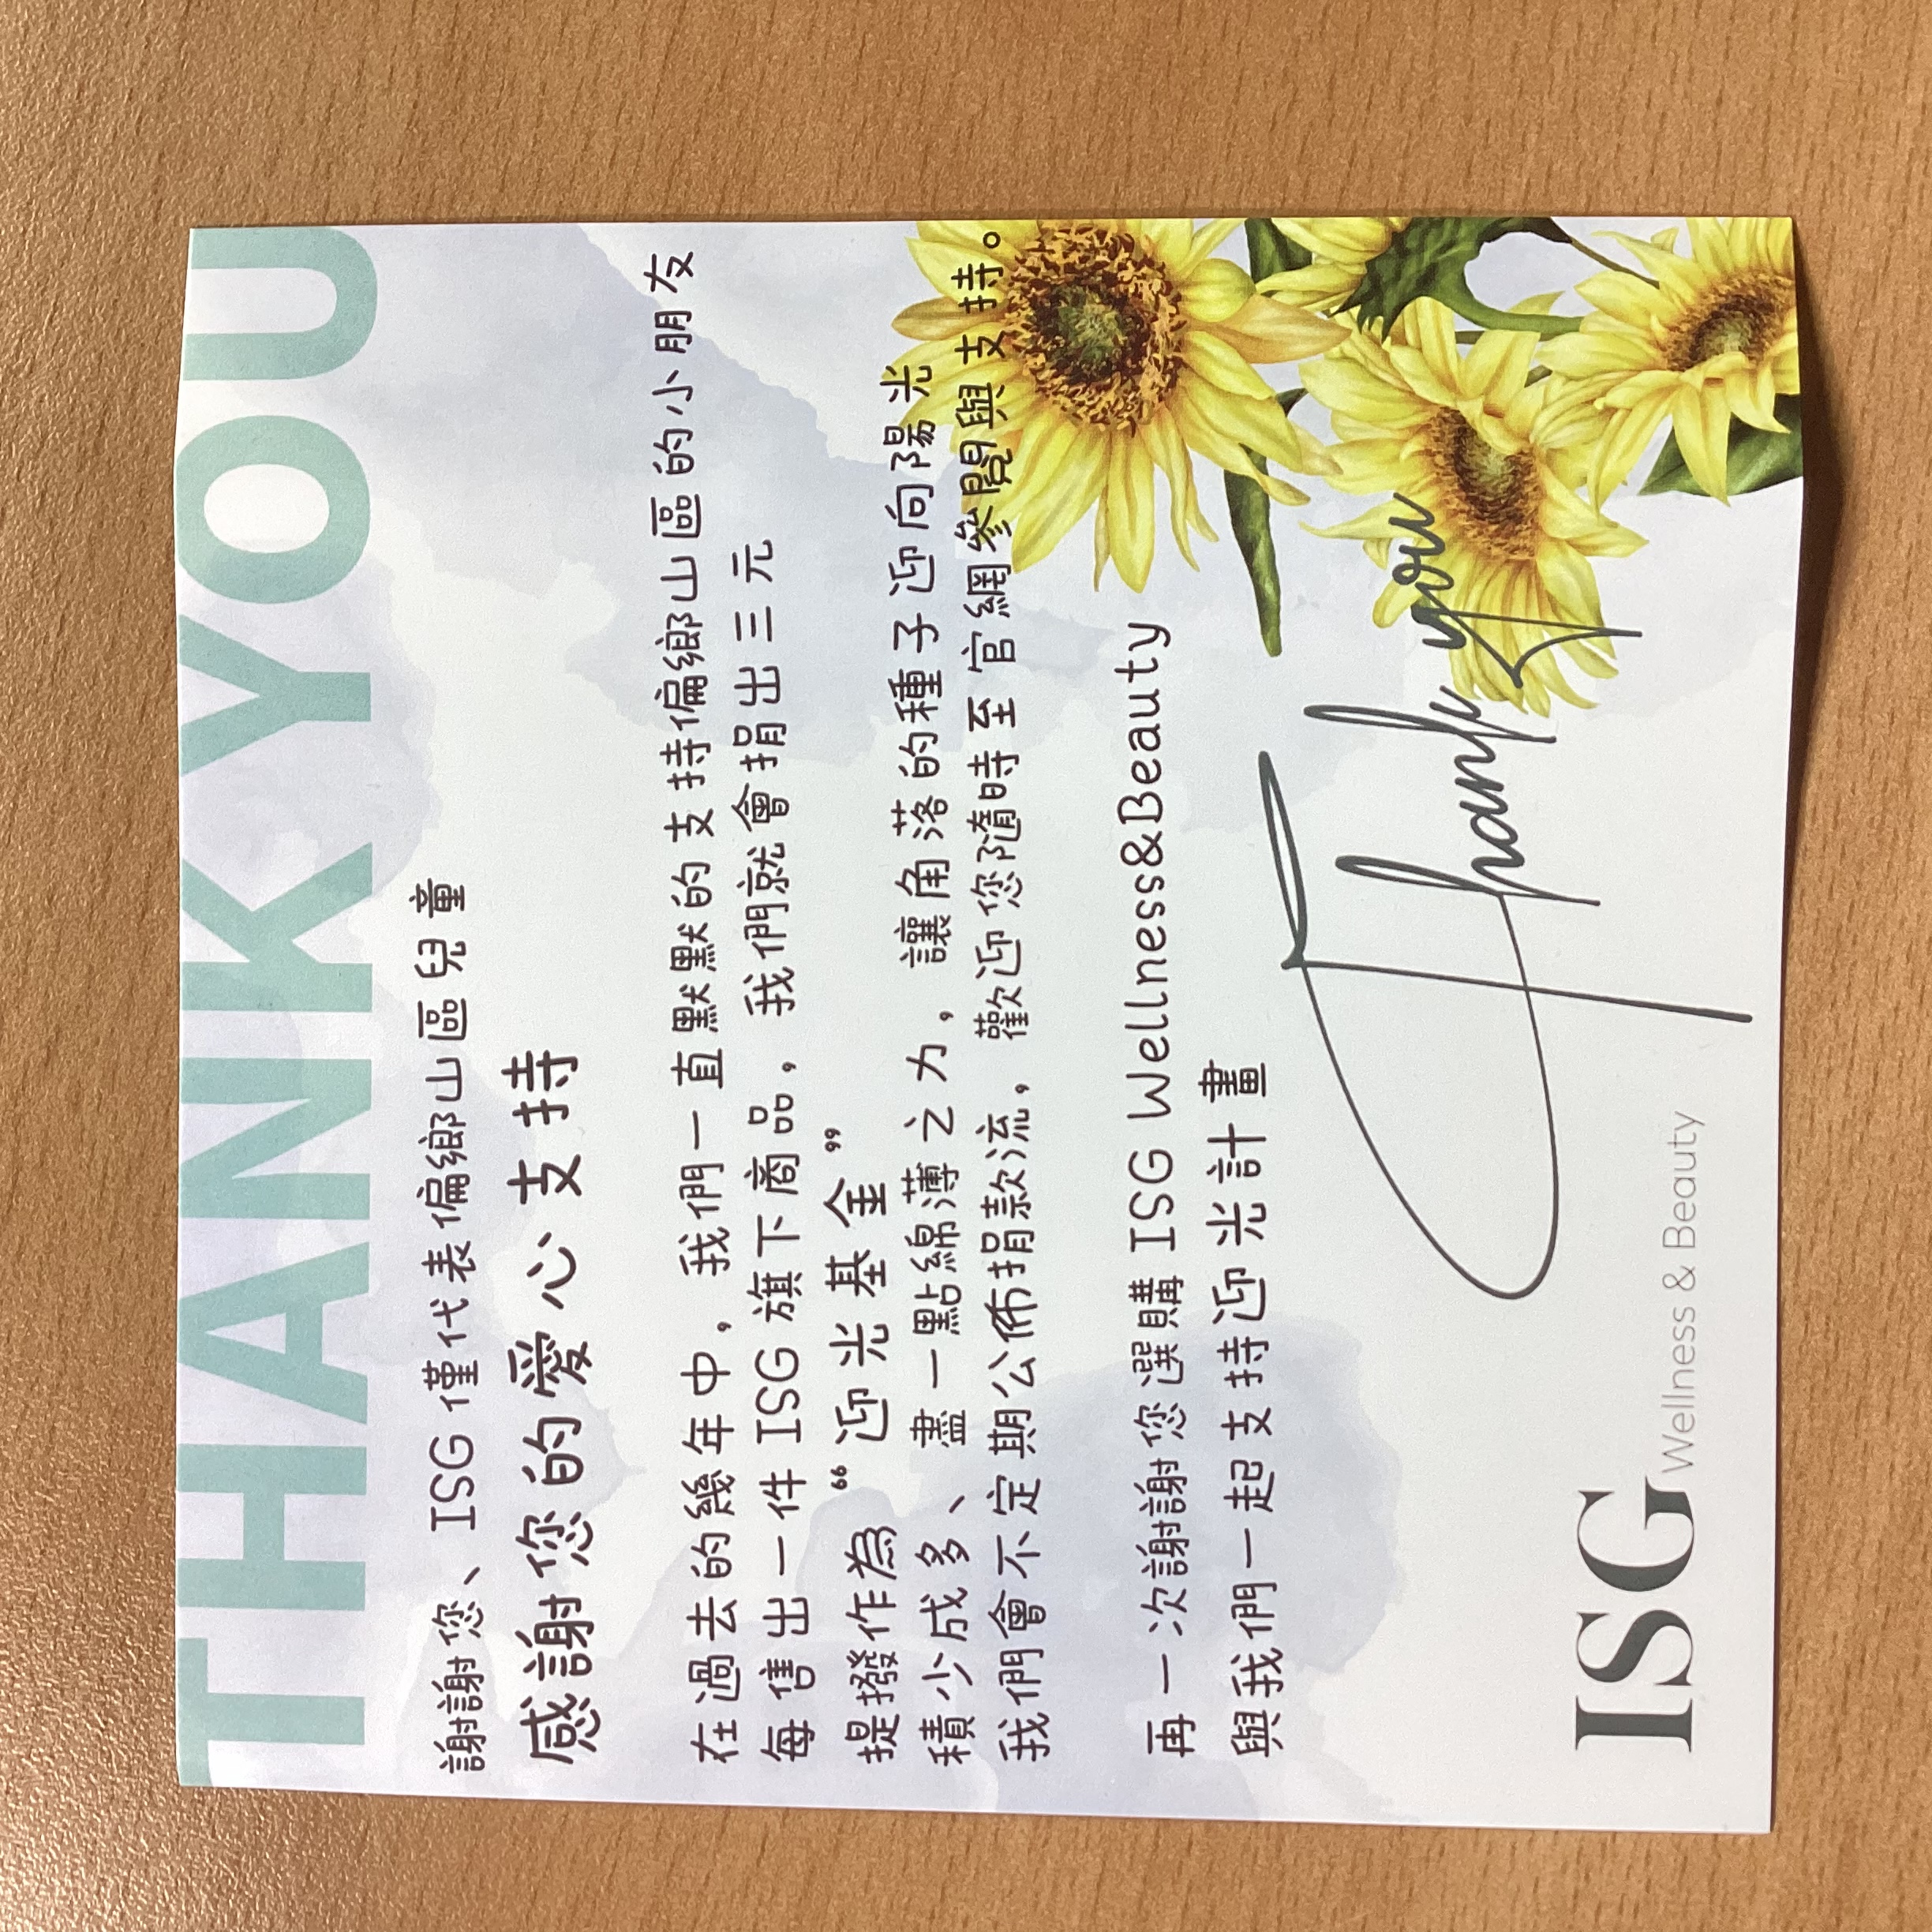 THANK YOU
謝謝您、ISG 僅代表偏鄉山區兒童
感謝您的愛心支持
在過去的幾年中，我們一直默默的支持偏鄉山區的小朋友
每售出一件 ISG 旗下商品，我們就會捐出三元
提撥作為 “迎光基金”
積少成多、盡一點綿薄之力，讓角落的種子迎向陽光
我們會不定期公佈捐款流，歡迎您隨時至官網參閱與支持。
再一次謝謝您選購 ISG Wellness&Beauty
與我們一起支持迎光計畫
Thank you
ISG Wellness & Beauty